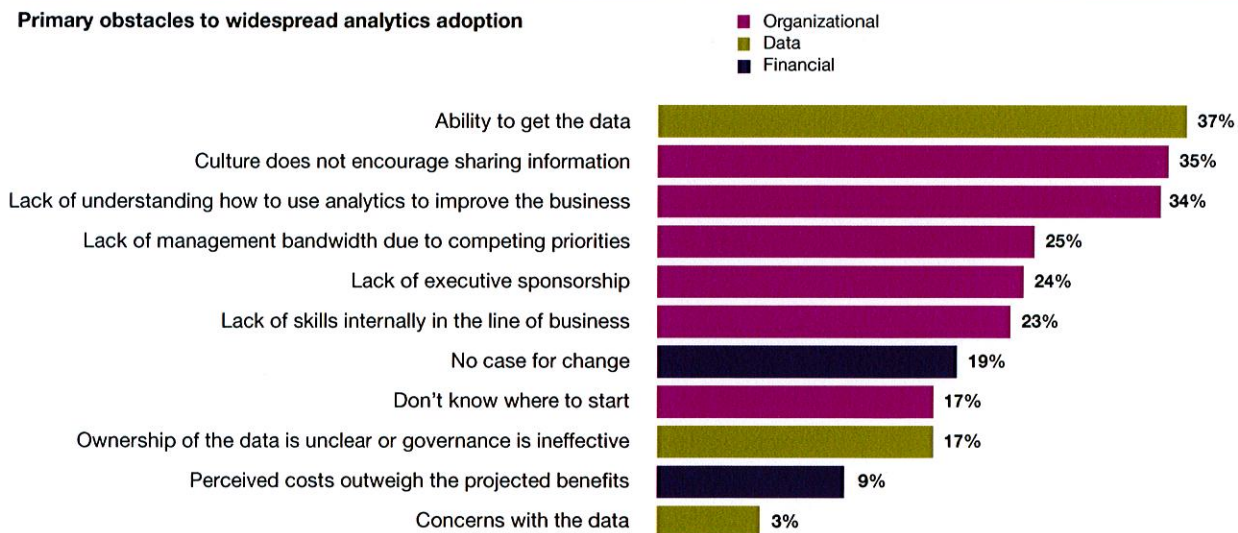 Primary obstacles to widespread analytics adoption
Organizational
Data
Financial
Ability to get the data 37%
Culture does not encourage sharing information 35%
Lack of understanding how to use analytics to improve the business 34%
Lack of management bandwidth due to competing priorities 25%
Lack of executive sponsorship 24%
Lack of skills internally in the line of business 23%
No case for change 19%
Don't know where to start 17%
Ownership of the data is unclear or governance is ineffective 17%
Perceived costs outweigh the projected benefits 9%
Concerns with the data 3%